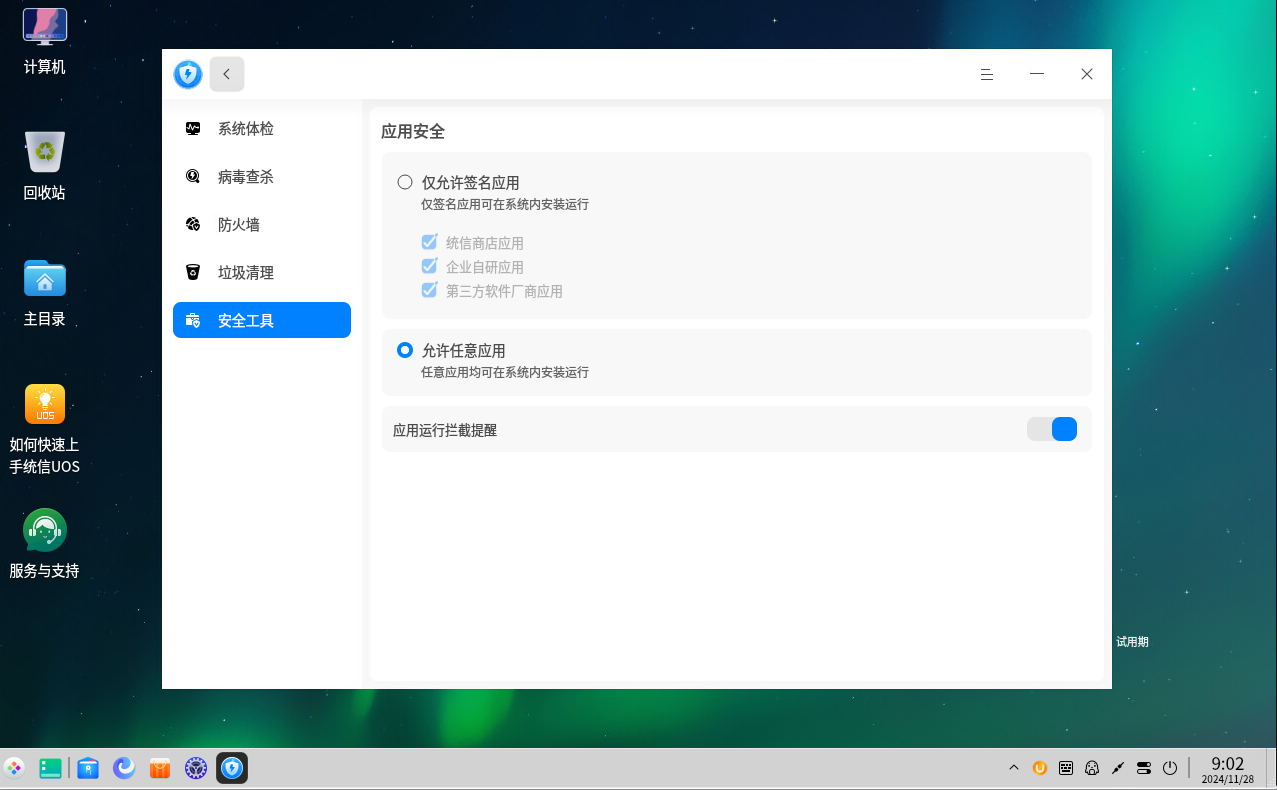 计算机
回收站
主目录
UOS
如何快速上
手统信UOS
服务与支持
系统体检
病毒查杀
防火墙
垃圾清理
安全工具
应用安全
仅允许签名应用
仅签名应用可在系统内安装运行
统信商店应用
企业自研应用
第三方软件厂商应用
允许任意应用
任意应用均可在系统内安装运行
应用运行拦截提醒
试用期
9:02
2024/11/28